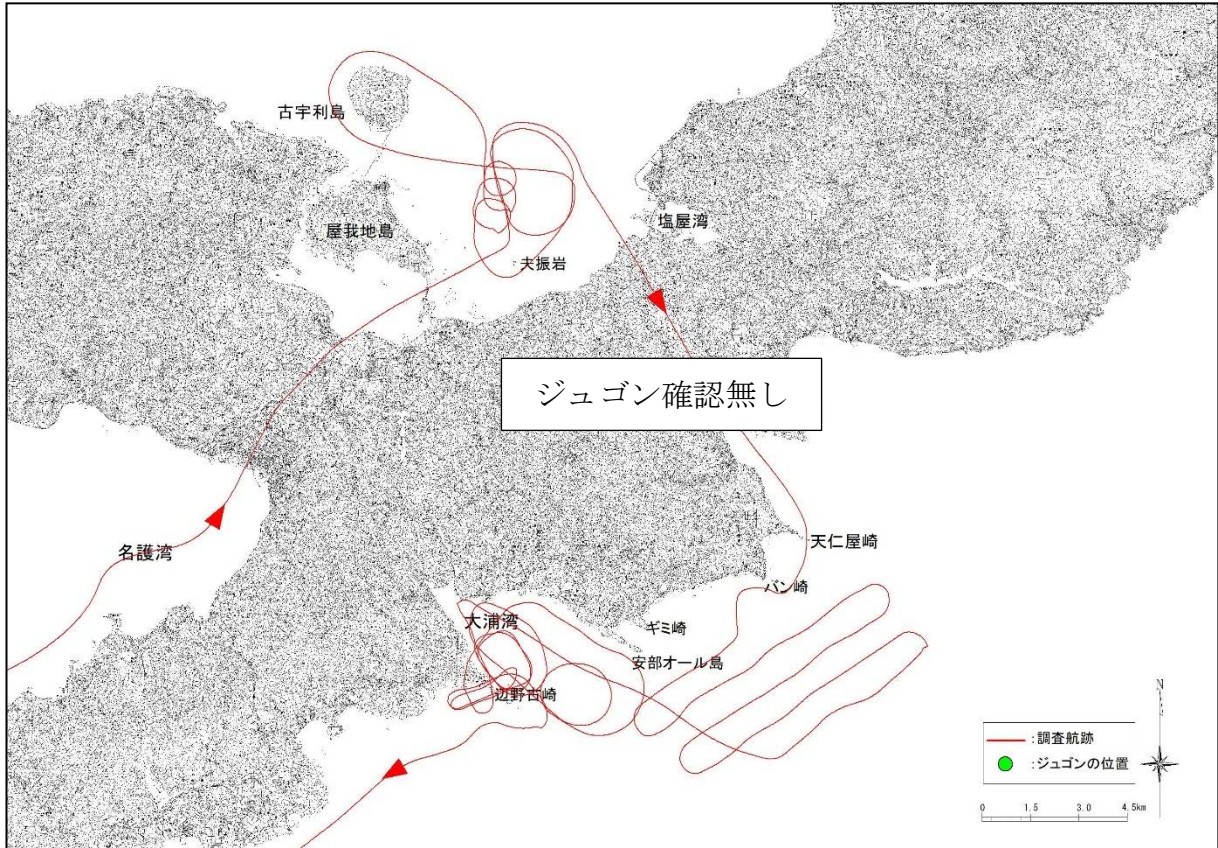 古宇利島
屋我地島
塩屋湾
夫振岩
ジュゴン確認無し
名護湾
天仁屋崎
バン崎
ギミ崎
大浦湾
安部オール島
辺野古崎
N
:調査航跡
:ジュゴンの位置
0 1.5 3.0 4.5km